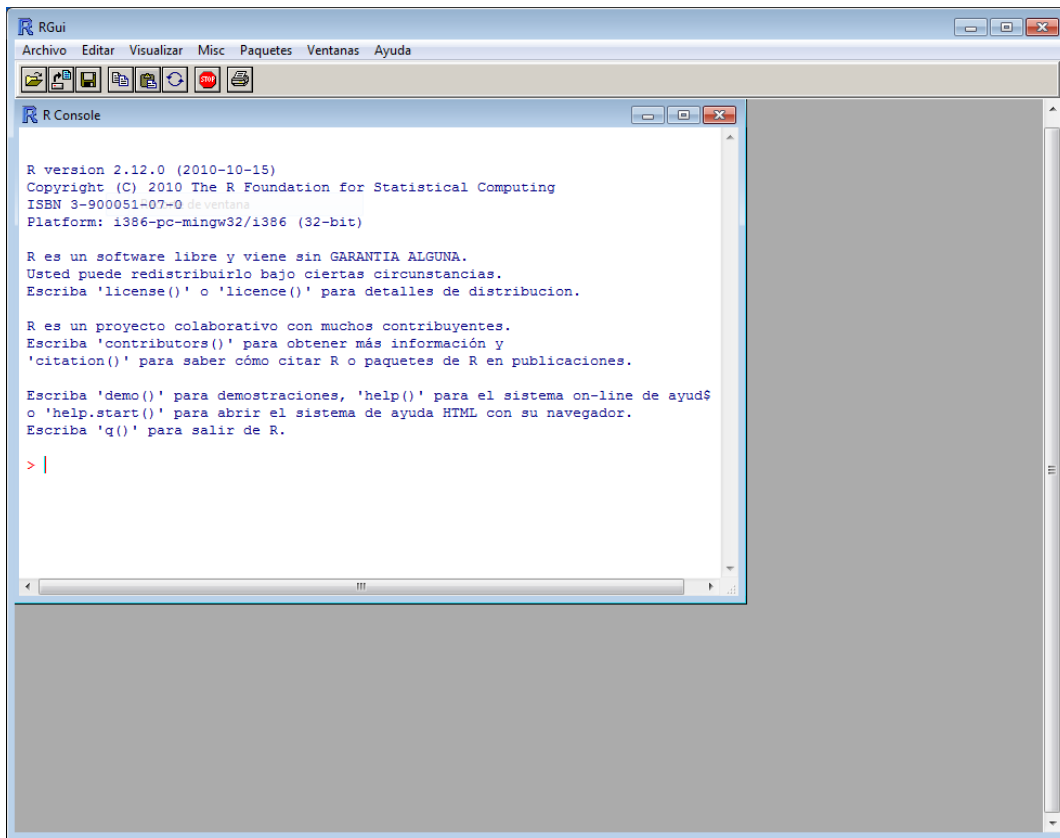 RGui
Archivo Editar Visualizar Misc Paquetes Ventanas Ayuda
STOP
R Console
R version 2.12.0 (2010-10-15)
Copyright (C) 2010 The R Foundation for Statistical Computing
ISBN 3-900051-07-0
de ventana
Platform: i386-pc-mingw32/i386 (32-bit)
R es un software libre y viene sin GARANTIA ALGUNA.
Usted puede redistribuirlo bajo ciertas circunstancias.
Escriba 'license()' o 'licence()' para detalles de distribucion.
R es un proyecto colaborativo con muchos contribuyentes.
Escriba 'contributors()' para obtener más información y
'citation()' para saber cómo citar R o paquetes de R en publicaciones.
Escriba 'demo()' para demostraciones, 'help()' para el sistema on-line de ayud$
o 'help.start()' para abrir el sistema de ayuda HTML con su navegador.
Escriba 'q()' para salir de R.
>